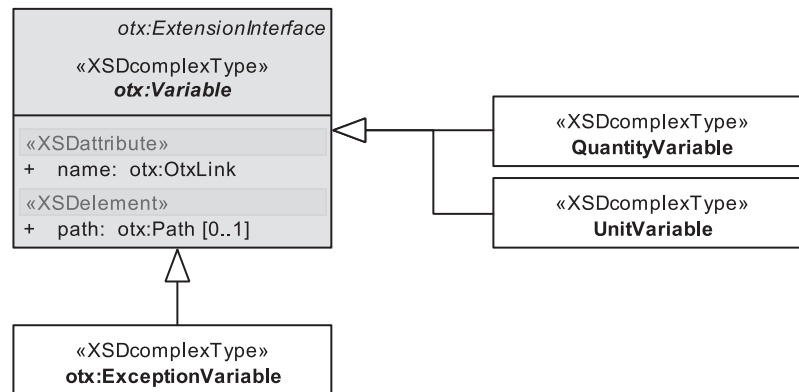 otx:ExtensionInterface
«XSDcomplexType»
otx:Variable
«XSDattribute»
+ name: otx:OtxLink
«XSDelement»
+ path: otx:Path [0..1]
«XSDcomplexType»
QuantityVariable
«XSDcomplexType»
UnitVariable
«XSDcomplexType»
otx:ExceptionVariable